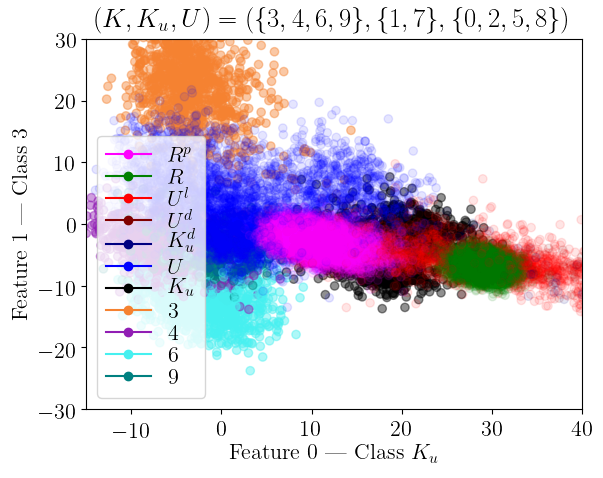 (K, K_u, U) = ({3, 4, 6, 9}, {1, 7}, {0, 2, 5, 8})
30
20
10
0
−10
−20
−30
Feature 1 — Class 3
R^p
R
U^l
U^d
K_u^d
U
K_u
3
4
6
9
−10
0
10
20
30
40
Feature 0 — Class K_u